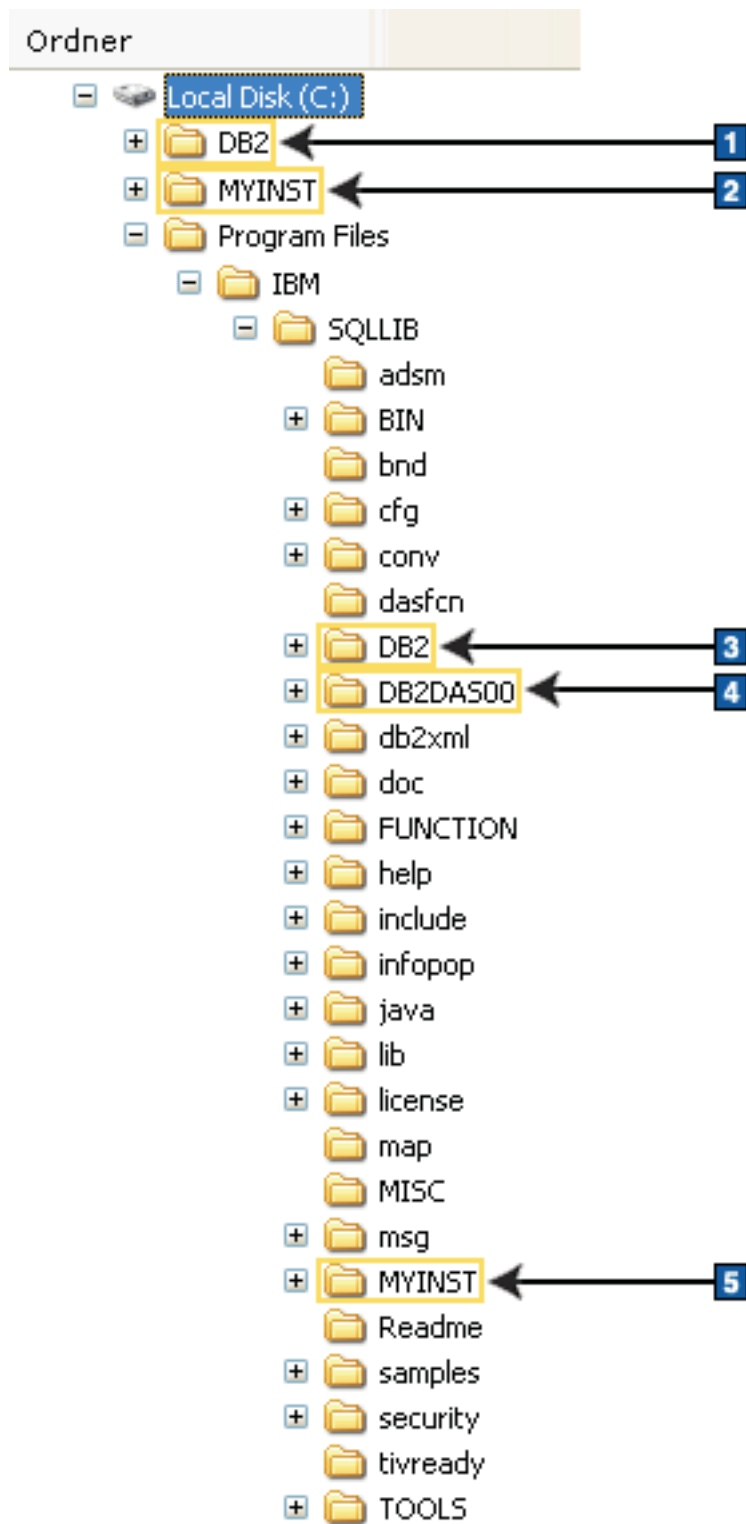 Ordner
Local Disk (C:)
DB2 1
MYINST 2
Program Files
IBM
SQLLIB
adsm
BIN
bnd
cfg
conv
dasfcn
DB2 3
DB2DAS00 4
db2xml
doc
FUNCTION
help
include
infopop
java
lib
license
map
MISC
msg
MYINST 5
Readme
samples
security
tivready
TOOLS